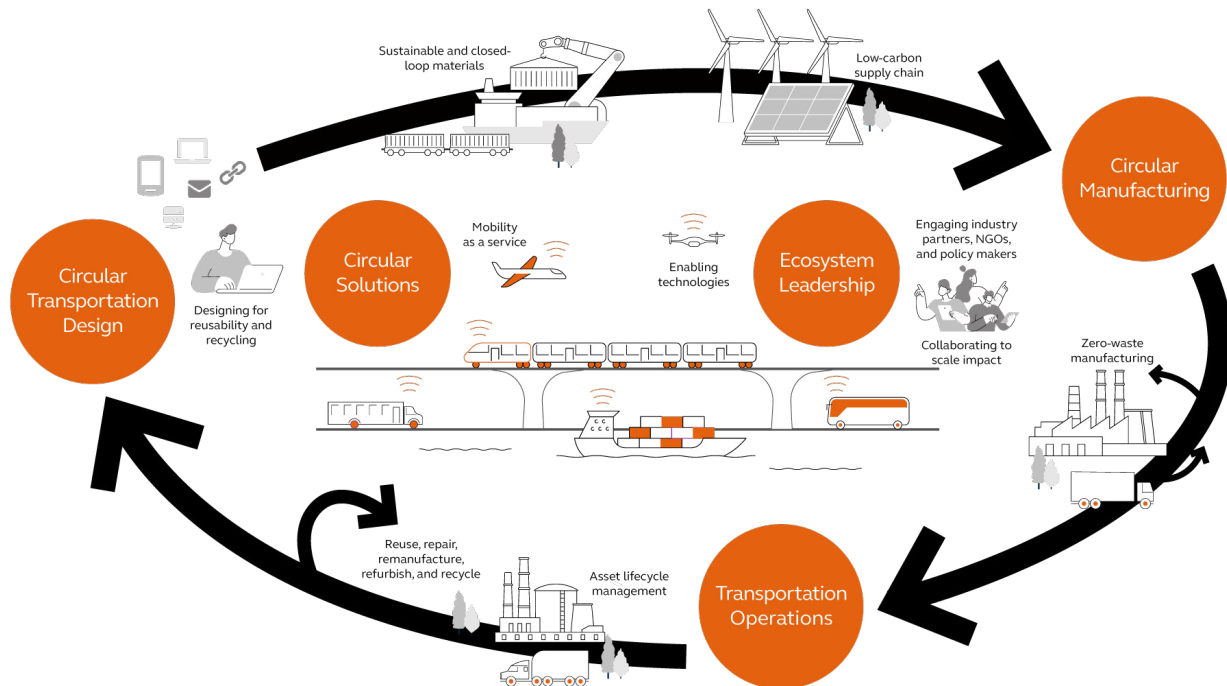 Sustainable and closed-
loop materials
Low-carbon
supply chain
Circular
Manufacturing
Circular
Transportation
Design
Designing for
reusability and
recycling
Circular
Solutions
Mobility
as a service
Enabling
technologies
Ecosystem
Leadership
Engaging industry
partners, NGOs,
and policy makers
Collaborating to
scale impact
Zero-waste
manufacturing
Transportation
Operations
Asset lifecycle
management
Reuse, repair,
remanufacture,
refurbish, and recycle